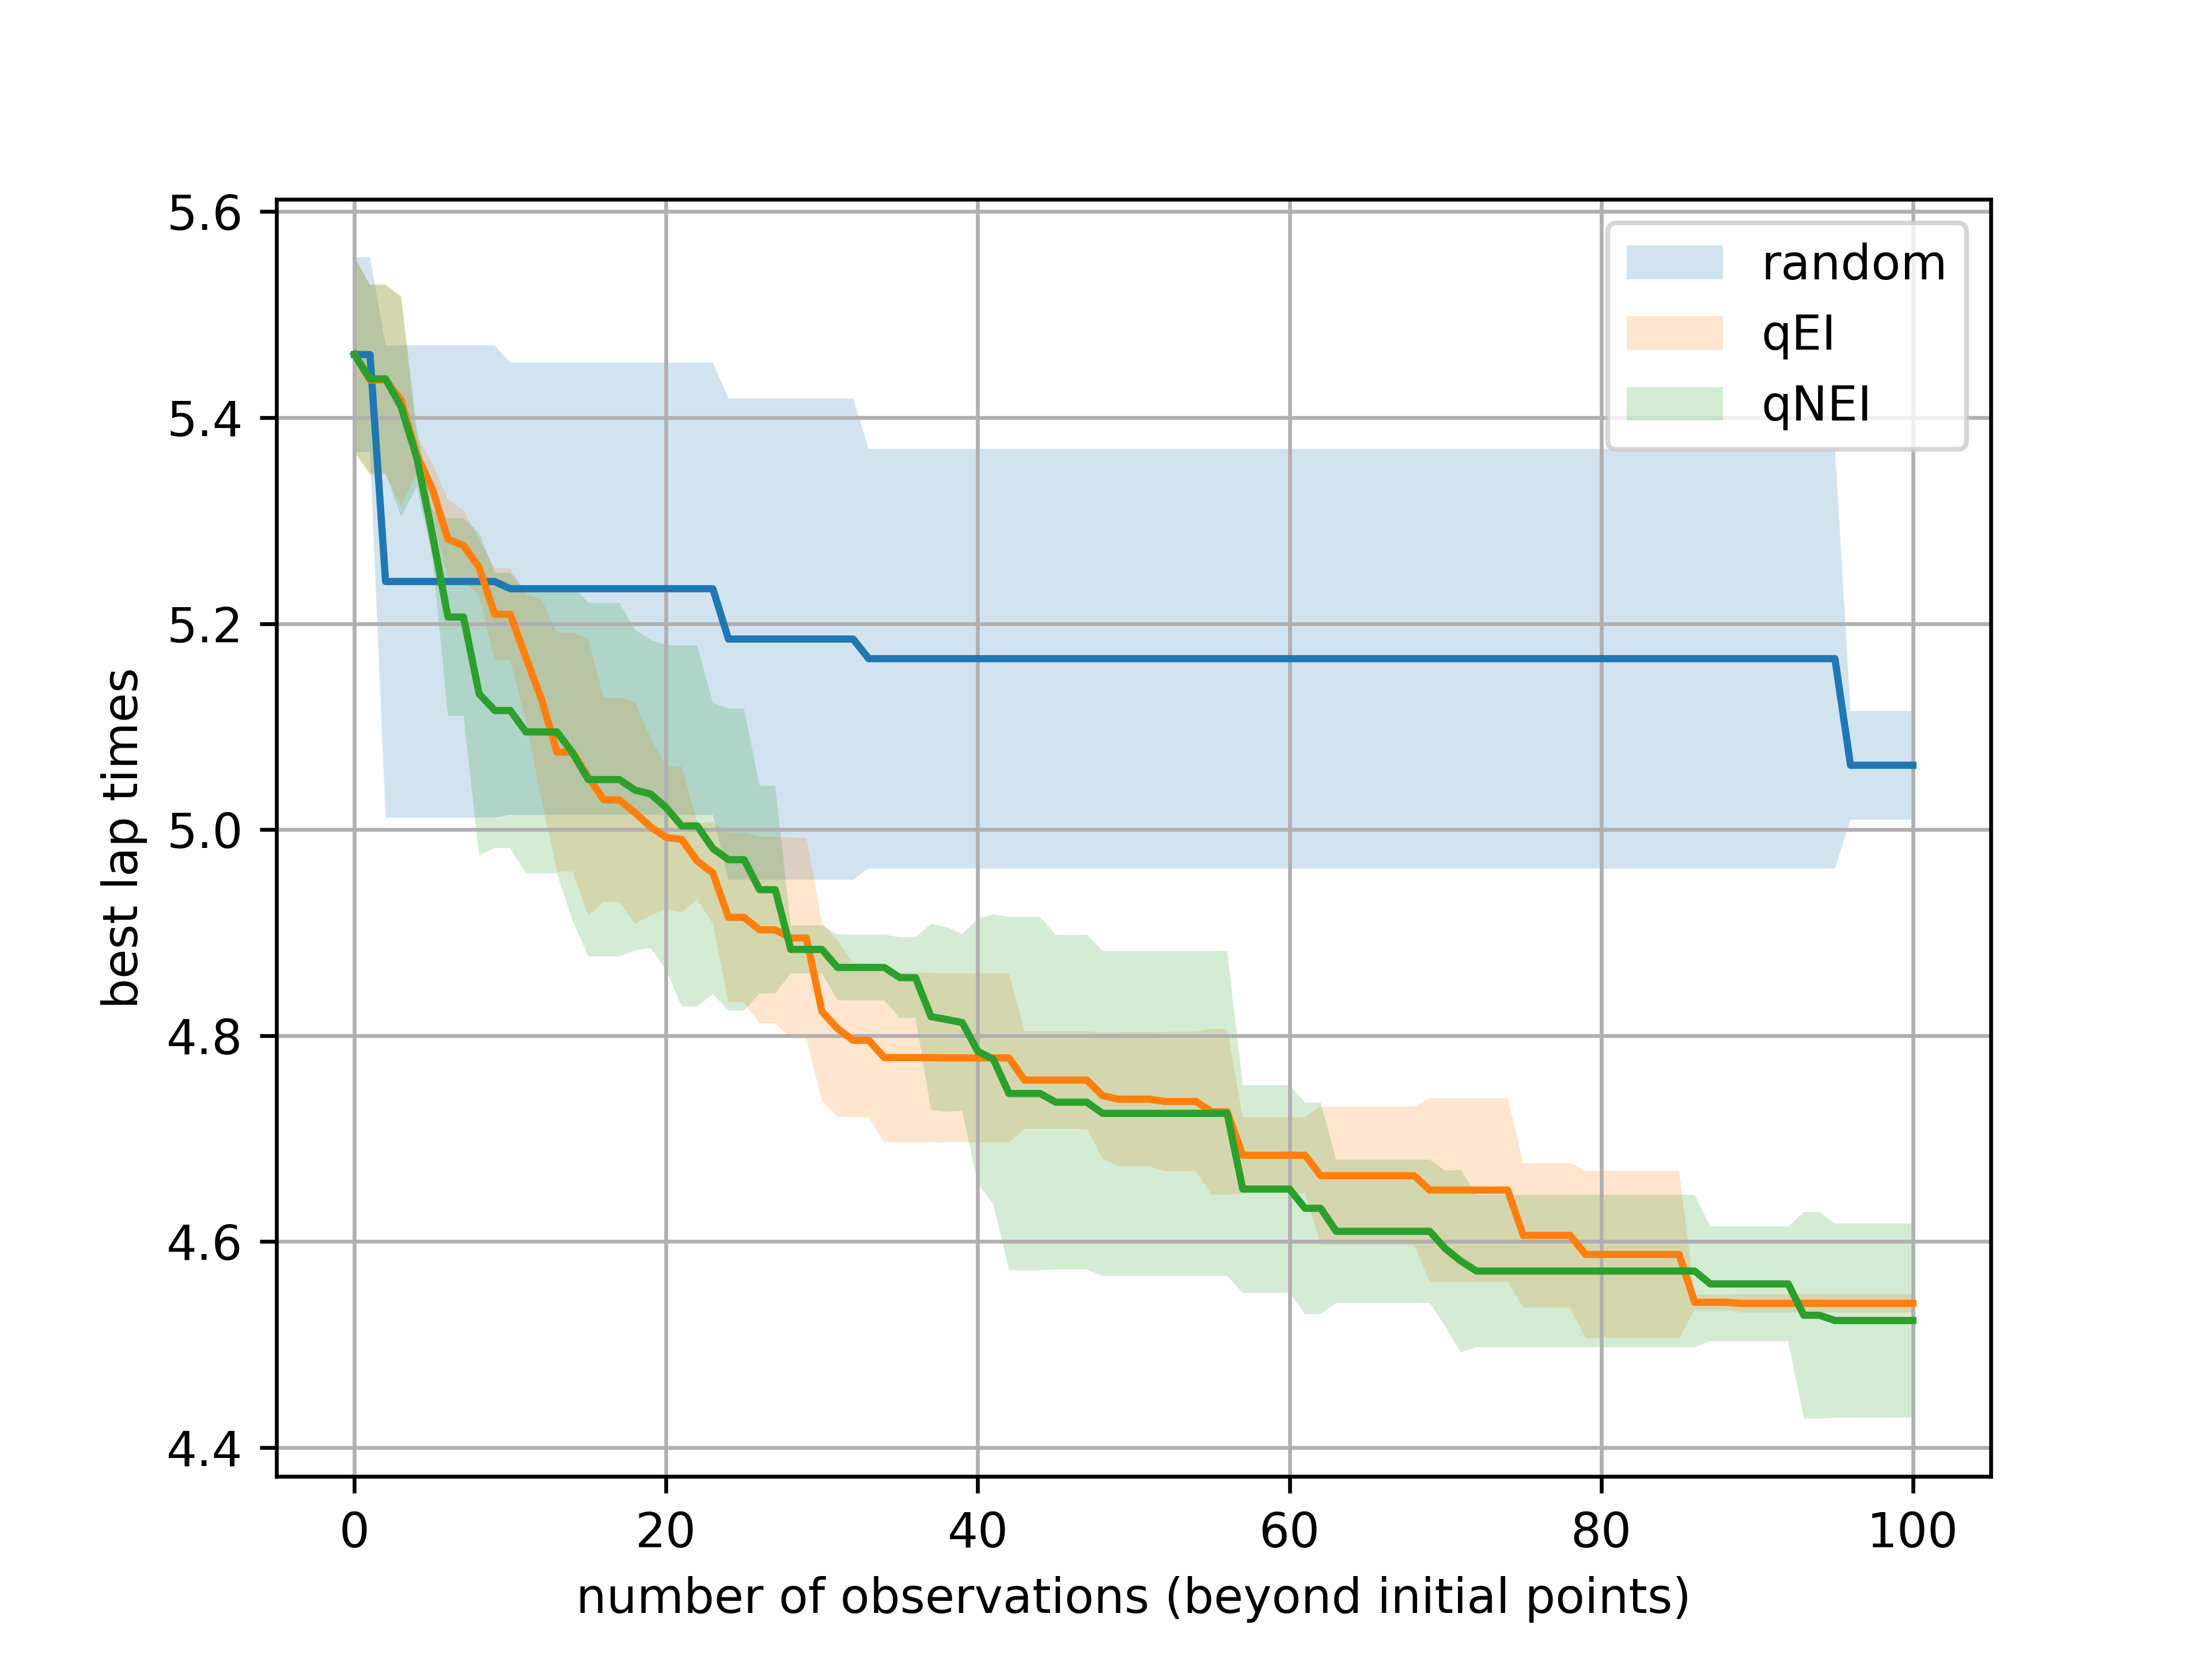 5.6
5.4
5.2
5.0
4.8
4.6
4.4
best lap times
random
qEI
qNEI
0 20 40 60 80 100
number of observations (beyond initial points)